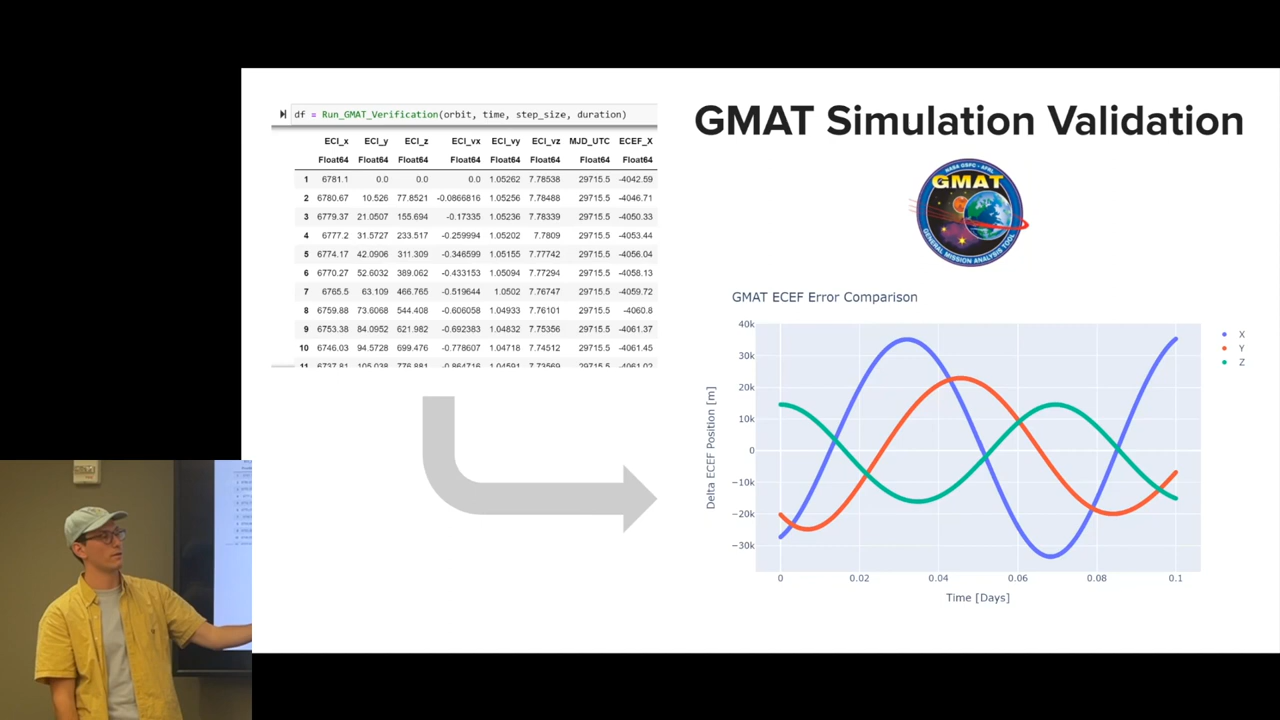 df = Run_GMAT_Verification(orbit, time, step_size, duration)
ECI_x ECI_y ECI_z ECI_vx ECI_vy ECI_vz MJD_UTC ECEF_X
Float64 Float64 Float64 Float64 Float64 Float64 Float64 Float64
1 6781.1 0.0 0.0 0.0 1.05262 7.78538 29715.5 -4042.59
2 6780.67 10.526 77.8521 -0.0866816 1.05256 7.78488 29715.5 -4046.71
3 6779.37 21.0507 155.694 -0.17335 1.05236 7.78339 29715.5 -4050.33
4 6777.2 31.5727 233.517 -0.259994 1.05202 7.7809 29715.5 -4053.44
5 6774.17 42.0906 311.309 -0.346599 1.05155 7.77742 29715.5 -4056.04
6 6770.27 52.6032 389.062 -0.433153 1.05094 7.77294 29715.5 -4058.13
7 6765.5 63.109 466.765 -0.519644 1.0502 7.76747 29715.5 -4059.72
8 6759.88 73.6068 544.408 -0.606058 1.04933 7.76101 29715.5 -4060.8
9 6753.38 84.0952 621.982 -0.692383 1.04832 7.75356 29715.5 -4061.37
10 6746.03 94.5728 699.476 -0.778607 1.04718 7.74512 29715.5 -4061.45
11 6737.81 105.038 776.881 -0.864716 1.04591 7.73569 29715.5 -4061.02
GMAT Simulation Validation
NASA GSFC
GMAT
GENERAL MISSION ANALYSIS TOOL
GMAT ECEF Error Comparison
40k
30k
20k
10k
0
−10k
−20k
−30k
Delta ECEF Position [m]
0 0.02 0.04 0.06 0.08 0.1
Time [Days]
X
Y
Z